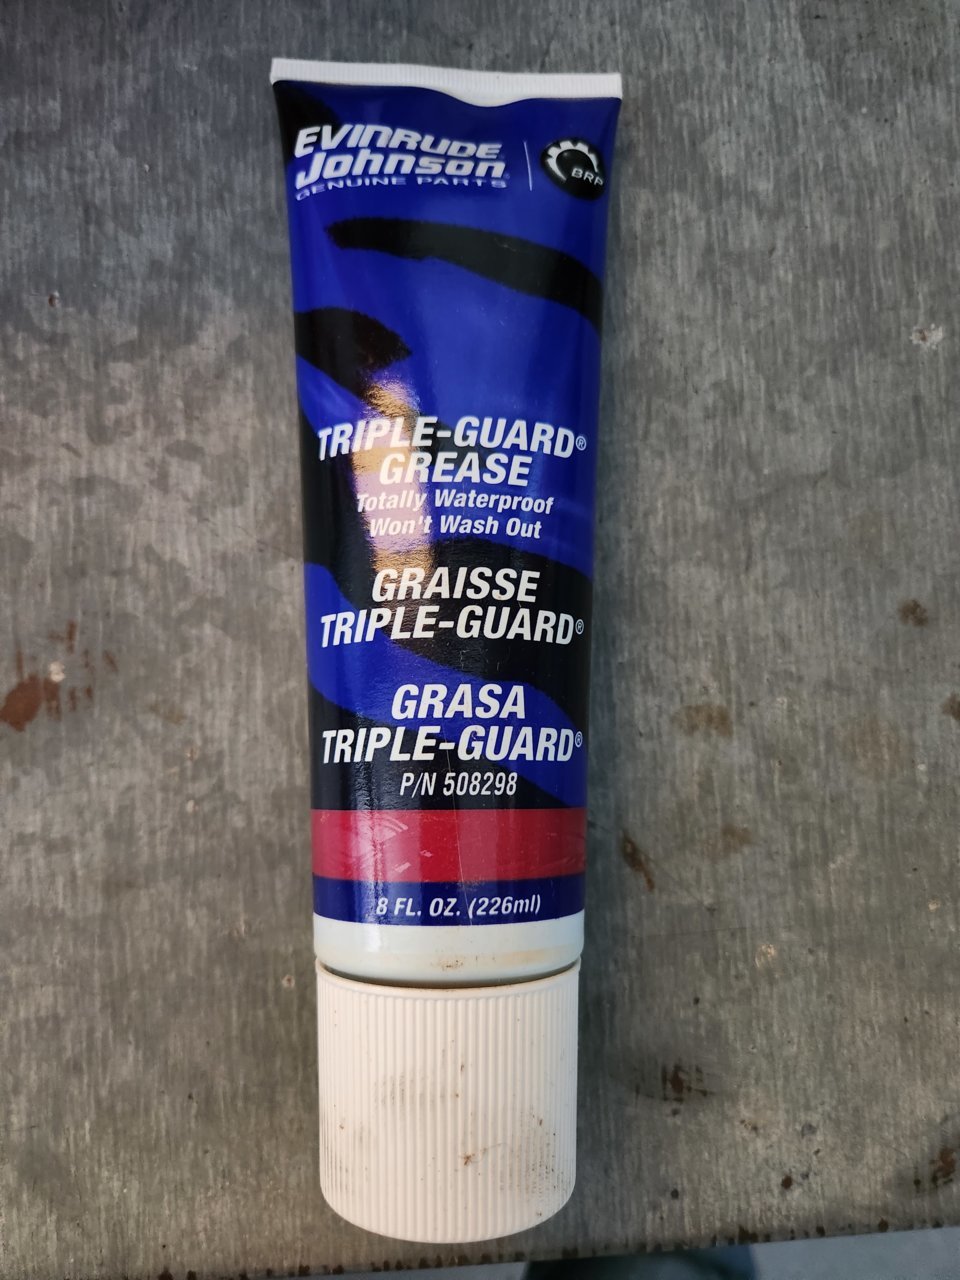 EVINRUDE
Johnson
GENUINE PARTS
BRP
TRIPLE-GUARD®
GREASE
Totally Waterproof
Won't Wash Out
GRAISSE
TRIPLE-GUARD®
GRASA
TRIPLE-GUARD®
P/N 508298
8 FL. OZ. (226ml)